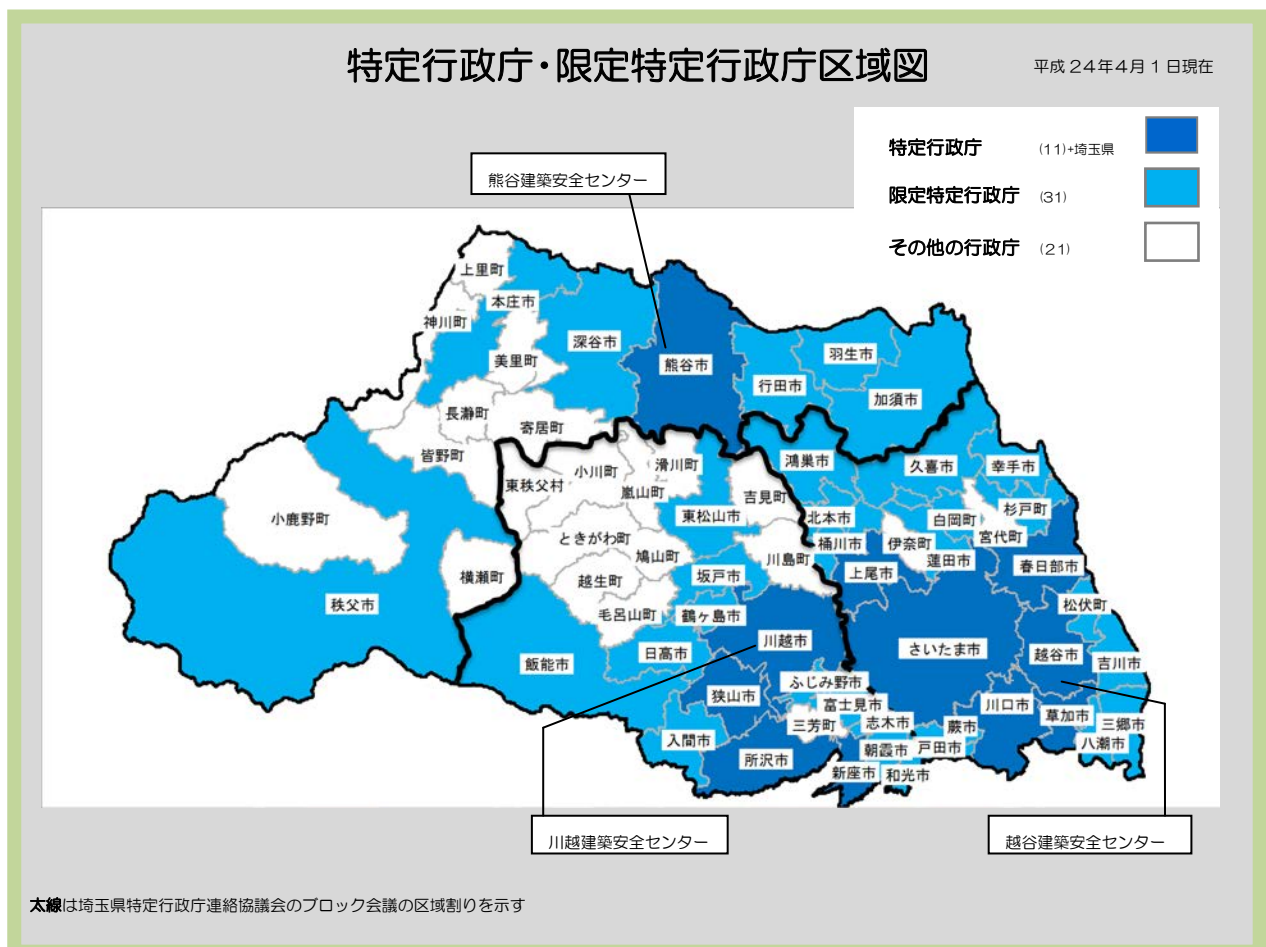 特定行政庁・限定特定行政庁区域図
平成24年4月1日現在
特定行政庁 (11)+埼玉県
限定特定行政庁 (31)
その他の行政庁 (21)
熊谷建築安全センター
上里町
本庄市
神川町
深谷市
美里町
熊谷市
羽生市
行田市
加須市
長瀞町
寄居町
皆野町
小川町
滑川町
鴻巣市
久喜市
幸手市
東秩父村
嵐山町
吉見町
小鹿野町
東松山市
北本市
白岡町
杉戸町
ときがわ町
桶川市
伊奈町
宮代町
鳩山町
川島町
蓮田市
横瀬町
越生町
坂戸市
上尾市
春日部市
秩父市
毛呂山町
鶴ヶ島市
松伏町
川越市
飯能市
日高市
さいたま市
越谷市
吉川市
ふじみ野市
狭山市
富士見市
川口市
三芳町
志木市
蕨市
草加市
三郷市
入間市
朝霞市
戸田市
八潮市
所沢市
新座市
和光市
川越建築安全センター
越谷建築安全センター
太線は埼玉県特定行政庁連絡協議会のブロック会議の区域割りを示す